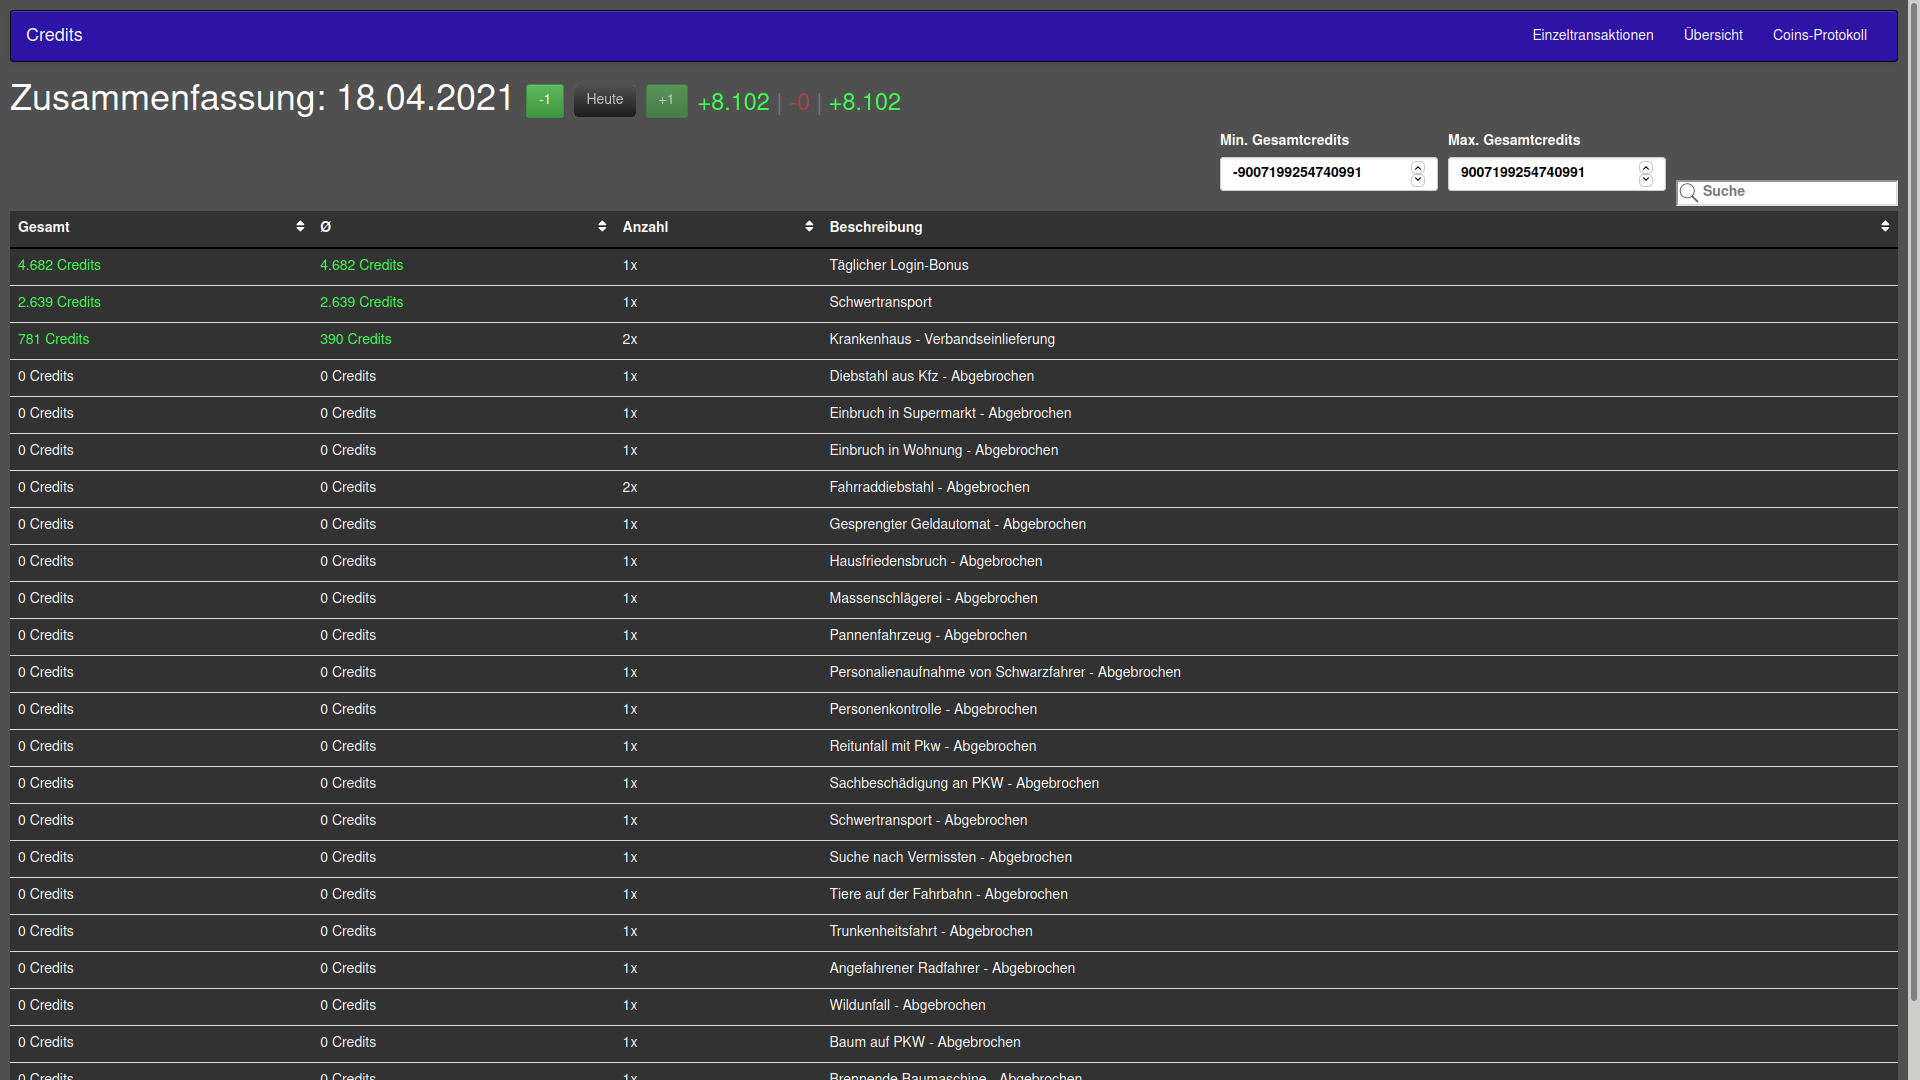 Credits Einzeltransaktionen Übersicht Coins-Protokoll
Zusammenfassung: 18.04.2021 -1 Heute +1 +8.102 | -0 | +8.102
Min. Gesamtcredits Max. Gesamtcredits
-9007199254740991 9007199254740991
Suche
Gesamt Ø Anzahl Beschreibung
4.682 Credits 4.682 Credits 1x Täglicher Login-Bonus
2.639 Credits 2.639 Credits 1x Schwertransport
781 Credits 390 Credits 2x Krankenhaus - Verbandseinlieferung
0 Credits 0 Credits 1x Diebstahl aus Kfz - Abgebrochen
0 Credits 0 Credits 1x Einbruch in Supermarkt - Abgebrochen
0 Credits 0 Credits 1x Einbruch in Wohnung - Abgebrochen
0 Credits 0 Credits 2x Fahrraddiebstahl - Abgebrochen
0 Credits 0 Credits 1x Gesprengter Geldautomat - Abgebrochen
0 Credits 0 Credits 1x Hausfriedensbruch - Abgebrochen
0 Credits 0 Credits 1x Massenschlägerei - Abgebrochen
0 Credits 0 Credits 1x Pannenfahrzeug - Abgebrochen
0 Credits 0 Credits 1x Personalienaufnahme von Schwarzfahrer - Abgebrochen
0 Credits 0 Credits 1x Personenkontrolle - Abgebrochen
0 Credits 0 Credits 1x Reitunfall mit Pkw - Abgebrochen
0 Credits 0 Credits 1x Sachbeschädigung an PKW - Abgebrochen
0 Credits 0 Credits 1x Schwertransport - Abgebrochen
0 Credits 0 Credits 1x Suche nach Vermissten - Abgebrochen
0 Credits 0 Credits 1x Tiere auf der Fahrbahn - Abgebrochen
0 Credits 0 Credits 1x Trunkenheitsfahrt - Abgebrochen
0 Credits 0 Credits 1x Angefahrener Radfahrer - Abgebrochen
0 Credits 0 Credits 1x Wildunfall - Abgebrochen
0 Credits 0 Credits 1x Baum auf PKW - Abgebrochen
0 Credits 0 Credits 1x Brennende Baumaschine - Abgebrochen